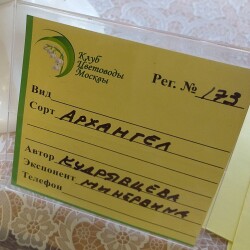 Клуб
Цветоводы
Москвы
Рег. № 173
Вид
Сорт АРХАНГЕЛ
Автор КУДРЯВЦЕВА
Экспонент МИНЕРВИНА
Телефон